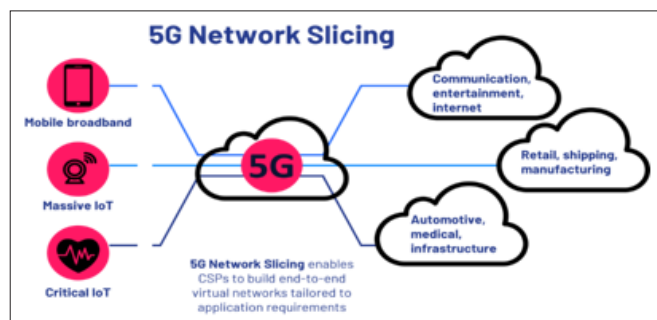 5G Network Slicing
Mobile broadband
Massive IoT
Critical IoT
5G
Communication,
entertainment,
internet
Retail, shipping,
manufacturing
Automotive,
medical,
infrastructure
5G Network Slicing enables
CSPs to build end-to-end
virtual networks tailored to
application requirements